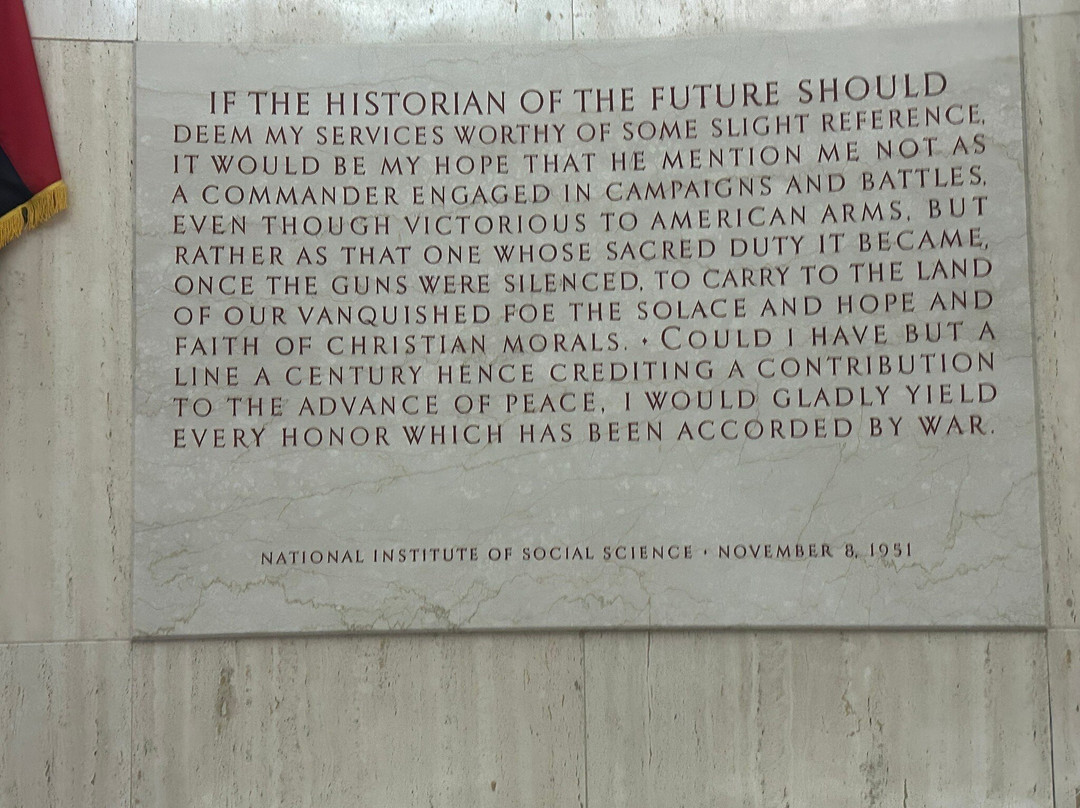 IF THE HISTORIAN OF THE FUTURE SHOULD
DEEM MY SERVICES WORTHY OF SOME SLIGHT REFERENCE,
IT WOULD BE MY HOPE THAT HE MENTION ME NOT AS
A COMMANDER ENGAGED IN CAMPAIGNS AND BATTLES,
EVEN THOUGH VICTORIOUS TO AMERICAN ARMS, BUT
RATHER AS THAT ONE WHOSE SACRED DUTY IT BECAME,
ONCE THE GUNS WERE SILENCED, TO CARRY TO THE LAND
OF OUR VANQUISHED FOE THE SOLACE AND HOPE AND
FAITH OF CHRISTIAN MORALS. • COULD I HAVE BUT A
LINE A CENTURY HENCE CREDITING A CONTRIBUTION
TO THE ADVANCE OF PEACE, I WOULD GLADLY YIELD
EVERY HONOR WHICH HAS BEEN ACCORDED BY WAR.
NATIONAL INSTITUTE OF SOCIAL SCIENCE • NOVEMBER 8, 1951